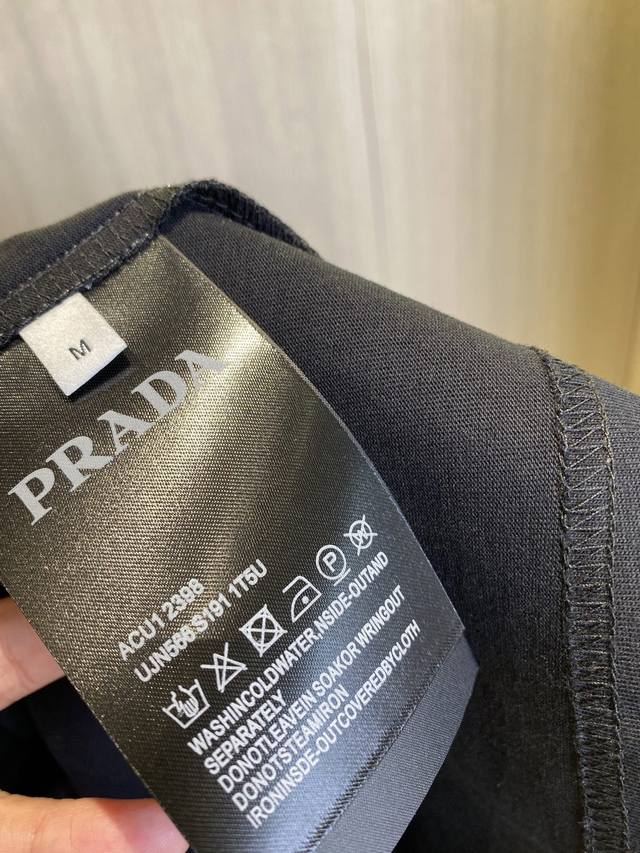 M
PRADA
ACU1 2398
UJN566 S191 1T5U
P
WASHINCOLDWATER,INSIDE-OUTAND
SEPARATELY
DONOTLEAVEIN SOAKOR WRINGOUT
DONOTSTEAMIRON
IRONINSDE-OUTCOVEREDBYCLOTH